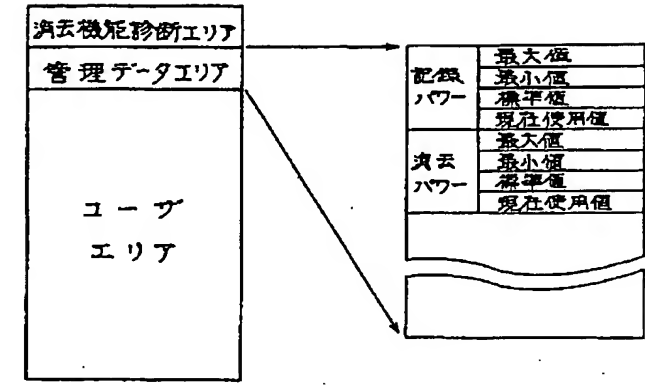 消去機能診断エリア
管理データエリア
ユーザ
エリア
記録
パワー
最大値
最小値
標準値
現在使用値
消去
パワー
最大値
最小値
標準値
現在使用値